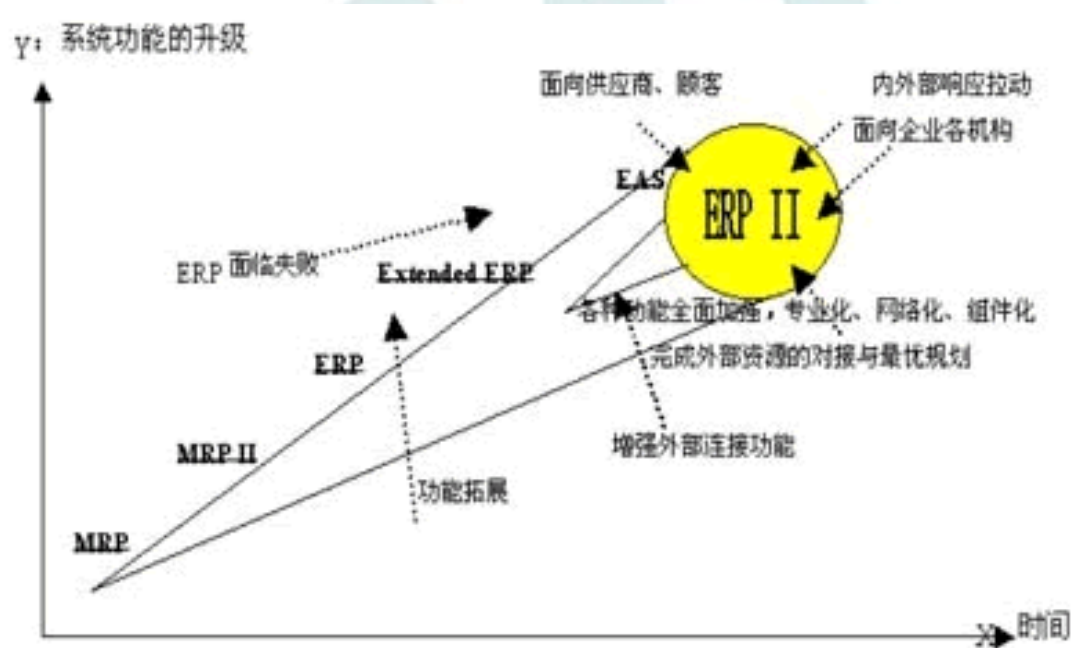 Y: 系统功能的升级
面向供应商、顾客
内外部响应拉动
面向企业各机构
EAS
ERP II
ERP 面临失败
Extended ERP
各种功能全面加强，专业化、网络化、组件化
完成外部资源的对接与最优规划
ERP
增强外部连接功能
MRP II
功能拓展
MRP
X 时间